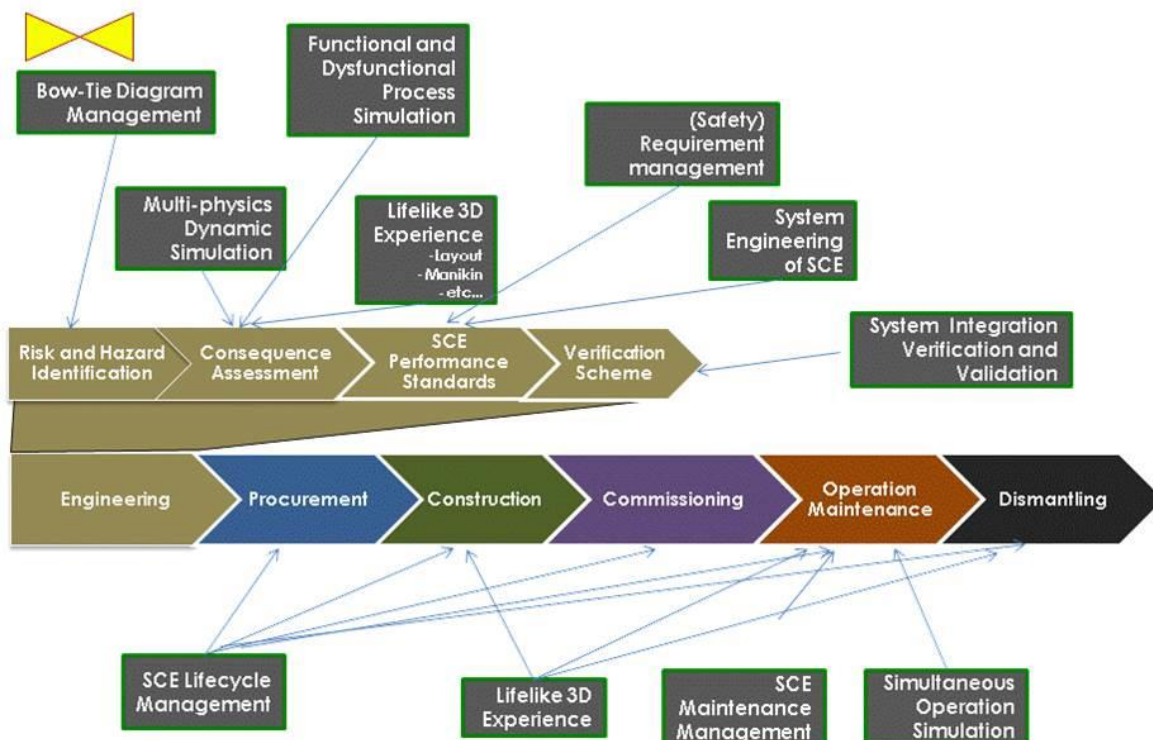 Bow-Tie Diagram
Management
Functional and
Dysfunctional
Process
Simulation
(Safety)
Requirement
management
Multi-physics
Dynamic
Simulation
Lifelike 3D
Experience
-Layout
- Manikin
- etc...
System
Engineering
of SCE
System Integration
Verification and
Validation
Risk and Hazard
Identification
Consequence
Assessment
SCE
Performance
Standards
Verification
Scheme
Engineering
Procurement
Construction
Commissioning
Operation
Maintenance
Dismantling
SCE Lifecycle
Management
Lifelike 3D
Experience
SCE
Maintenance
Management
Simultaneous
Operation
Simulation